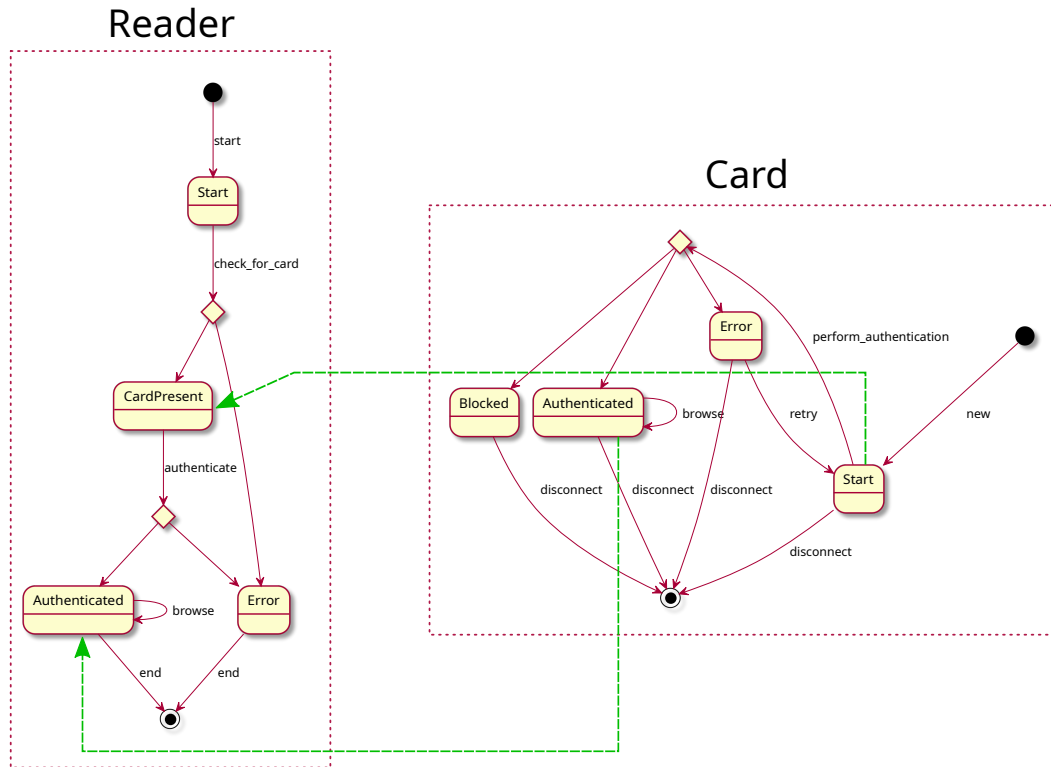 Reader
start
Start
check_for_card
CardPresent
authenticate
Authenticated
browse
Error
end
end
Card
Error
perform_authentication
Blocked
Authenticated
browse
retry
new
Start
disconnect
disconnect
disconnect
disconnect